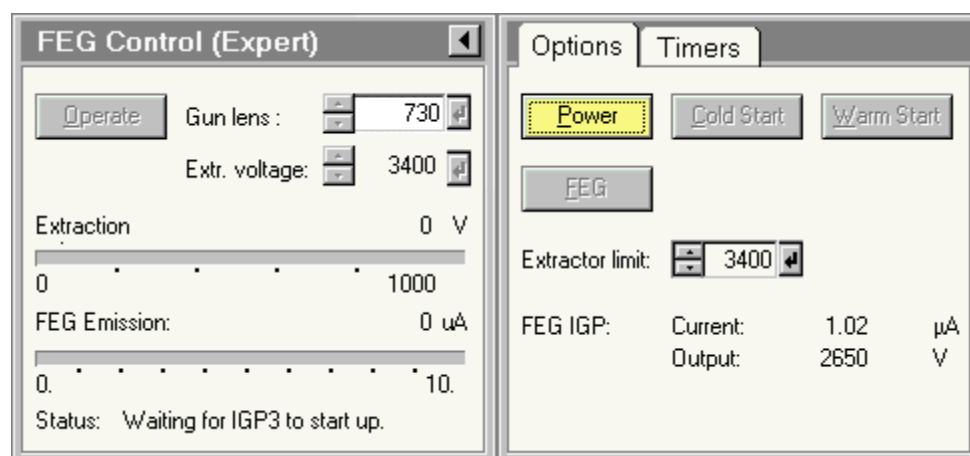 FEG Control (Expert)
Operate
Gun lens : 730
Extr. voltage: 3400
Extraction 0 V
0 1000
FEG Emission: 0 uA
0. 10.
Status: Waiting for IGP3 to start up.
Options Timers
Power Cold Start Warm Start
FEG
Extractor limit: 3400
FEG IGP: Current: 1.02 µA
Output: 2650 V